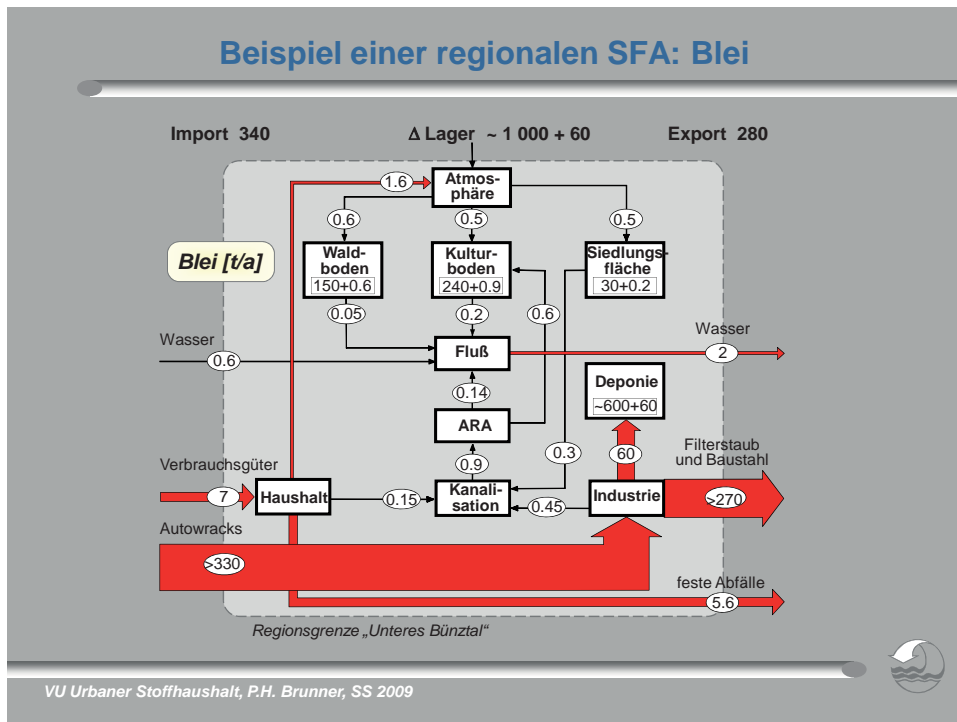 Beispiel einer regionalen SFA: Blei
Import 340
Δ Lager ~ 1 000 + 60
Export 280
Atmos-
phäre
1.6
0.6
0.5
0.5
Blei [t/a]
Wald-
boden
150+0.6
Kultur-
boden
240+0.9
Siedlungs-
fläche
30+0.2
0.05
0.2
0.6
Wasser
0.6
Fluß
Wasser
2
Deponie
~600+60
0.14
ARA
0.9
0.3
60
Filterstaub
und Baustahl
>270
Verbrauchsgüter
7
Haushalt
0.15
Kanali-
sation
0.45
Industrie
Autowracks
>330
feste Abfälle
5.6
Regionsgrenze „Unteres Bünztal“
VU Urbaner Stoffhaushalt, P.H. Brunner, SS 2009